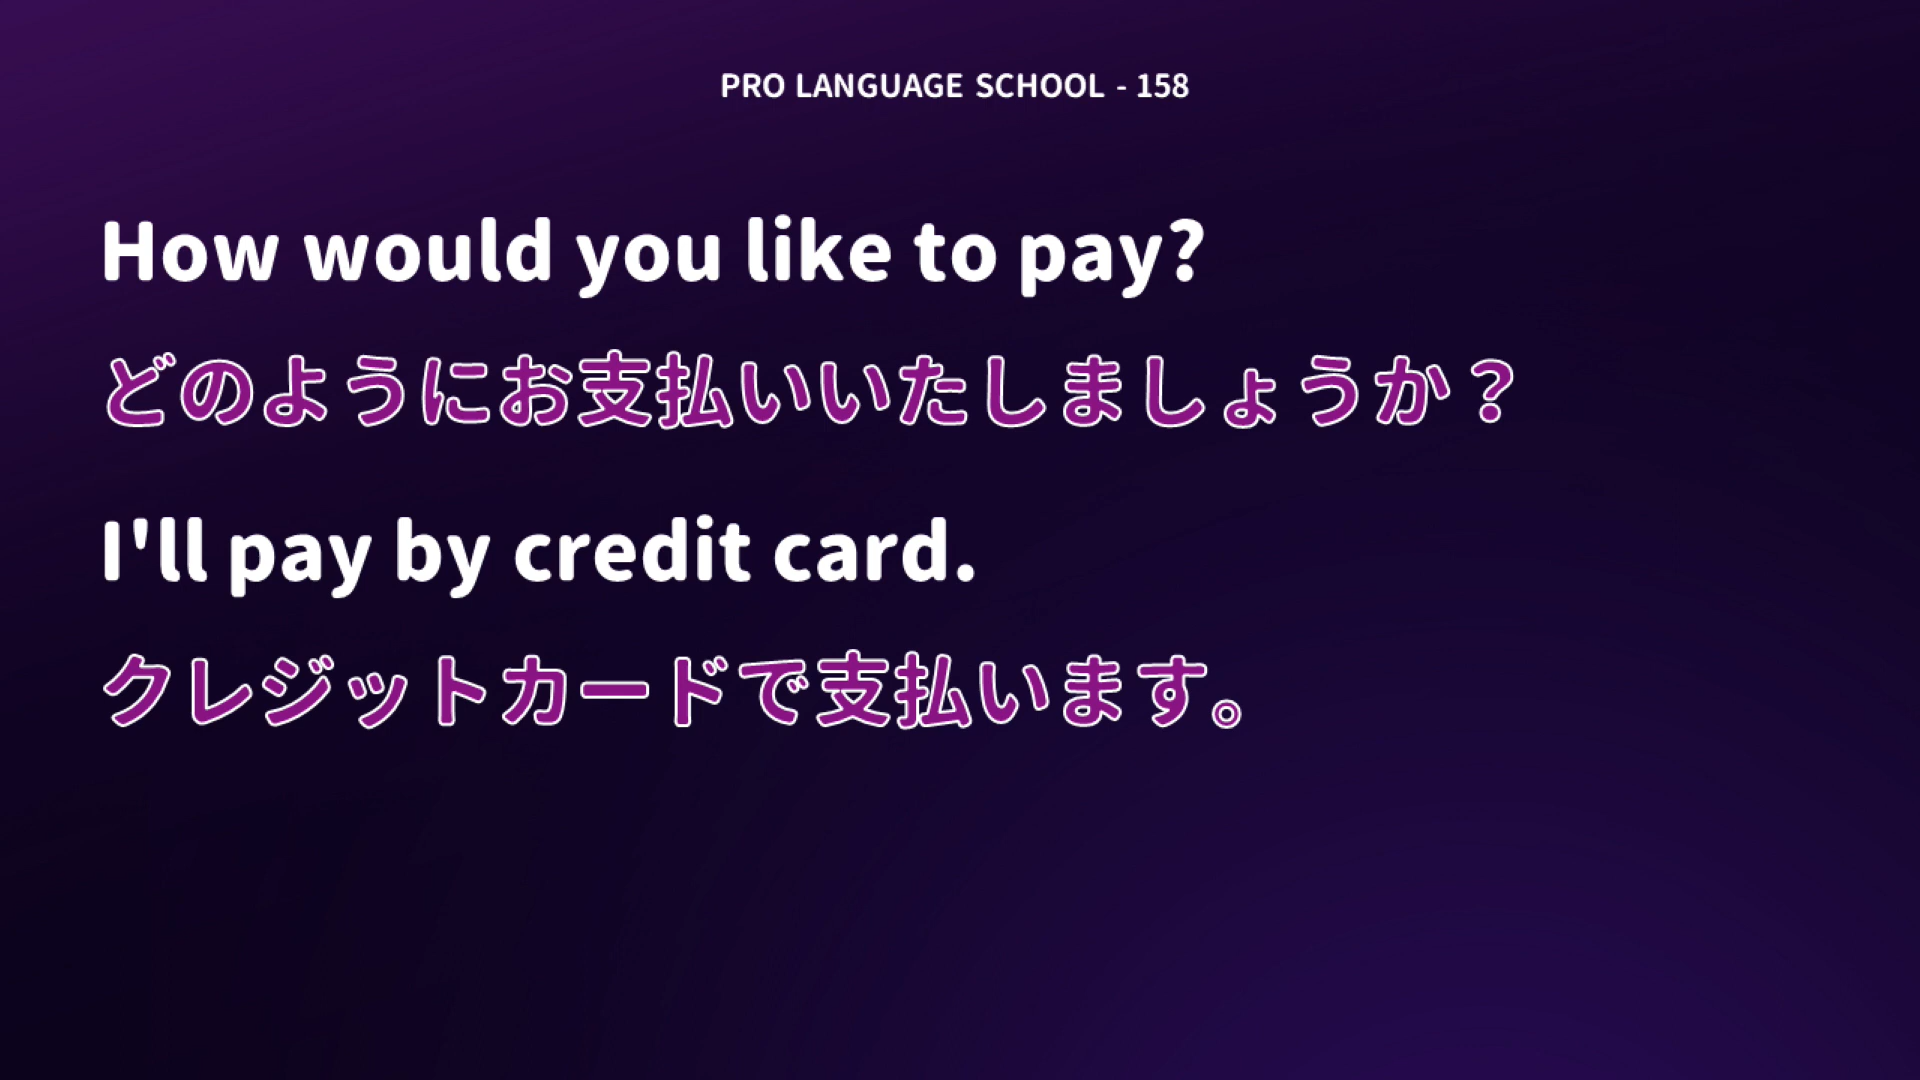 PRO LANGUAGE SCHOOL - 158
How would you like to pay?
どのようにお支払いいたしましょうか？
I'll pay by credit card.
クレジットカードで支払います。